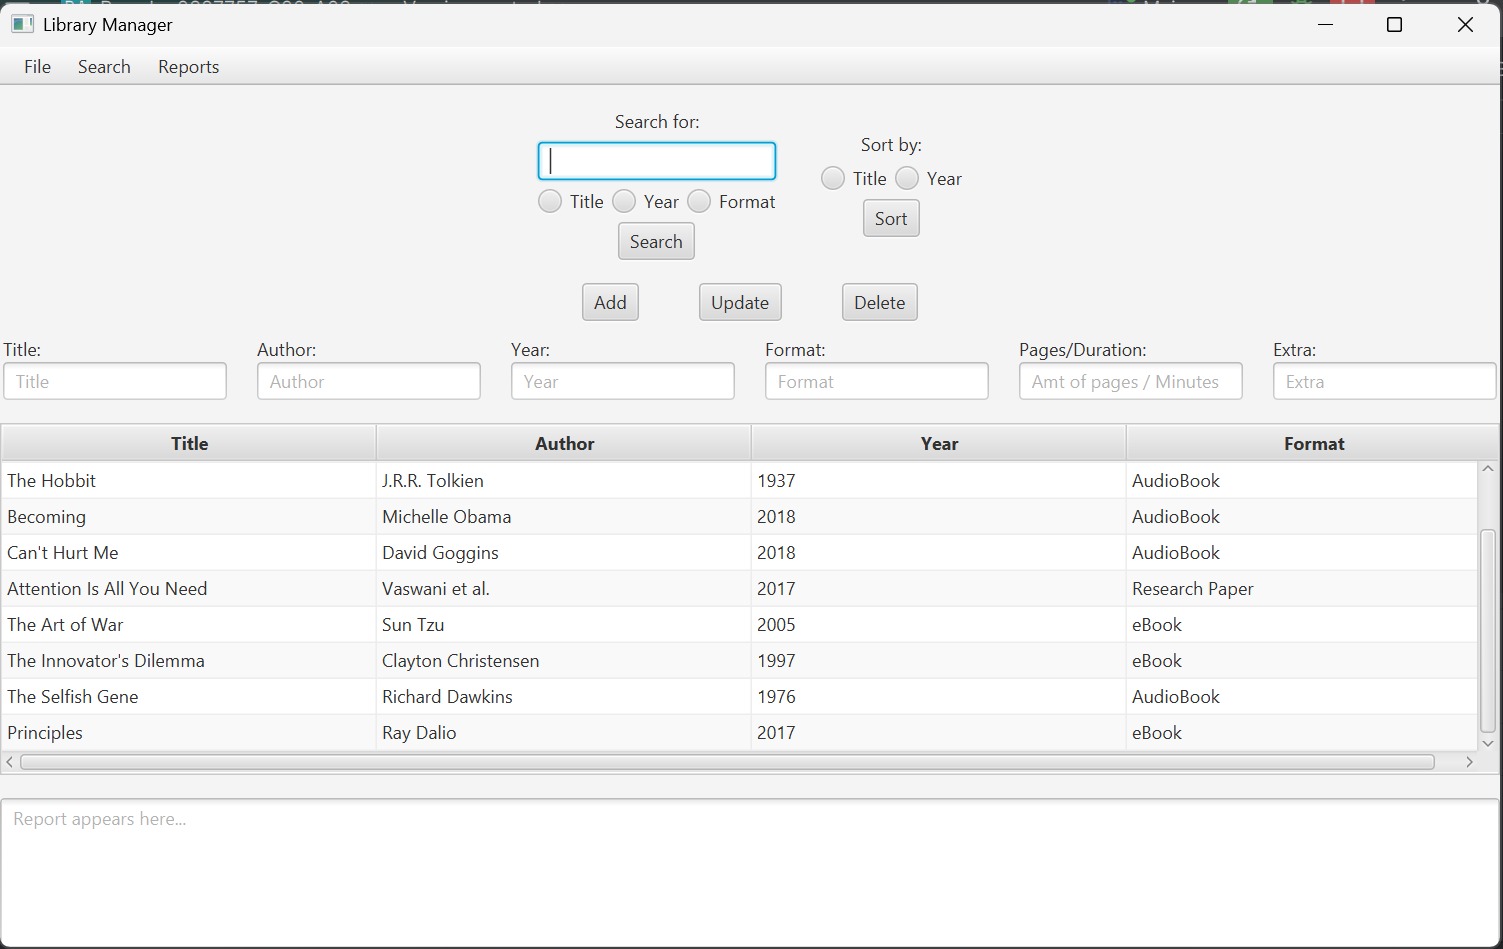 Library Manager
File Search Reports
Search for:
Sort by:
Title Year
Title Year Format
Sort
Search
Add Update Delete
Title: Author: Year: Format: Pages/Duration: Extra:
Title Author Year Format Amt of pages / Minutes Extra
Title Author Year Format
The Hobbit J.R.R. Tolkien 1937 AudioBook
Becoming Michelle Obama 2018 AudioBook
Can't Hurt Me David Goggins 2018 AudioBook
Attention Is All You Need Vaswani et al. 2017 Research Paper
The Art of War Sun Tzu 2005 eBook
The Innovator's Dilemma Clayton Christensen 1997 eBook
The Selfish Gene Richard Dawkins 1976 AudioBook
Principles Ray Dalio 2017 eBook
Report appears here...